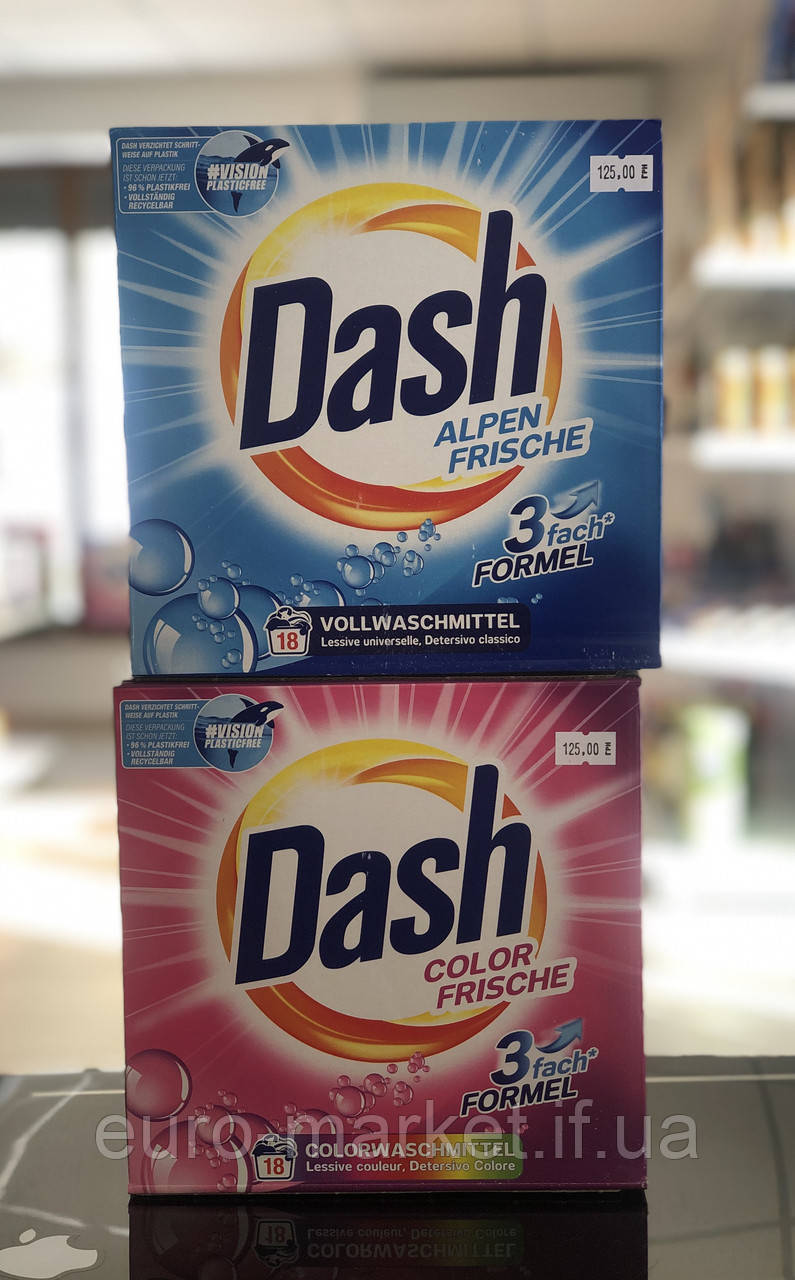 DASH VERZICHTET SCHRITT-
WEISE AUF PLASTIK
DIESE VERPACKUNG
IST SCHON JETZT:
• 96 % PLASTIKFREI
• VOLLSTÄNDIG
RECYCELBAR
#VISION
PLASTICFREE
125,00
Dash
ALPEN
FRISCHE
3fach*
FORMEL
18
VOLLWASCHMITTEL
Lessive universelle, Detersivo classico
DASH VERZICHTET SCHRITT-
WEISE AUF PLASTIK
DIESE VERPACKUNG
IST SCHON JETZT:
• 96 % PLASTIKFREI
• VOLLSTÄNDIG
RECYCELBAR
#VISION
PLASTICFREE
125,00
Dash
COLOR
FRISCHE
3fach*
FORMEL
euro-market.if.ua
18
COLORWASCHMITTEL
Lessive couleur, Detersivo Colore